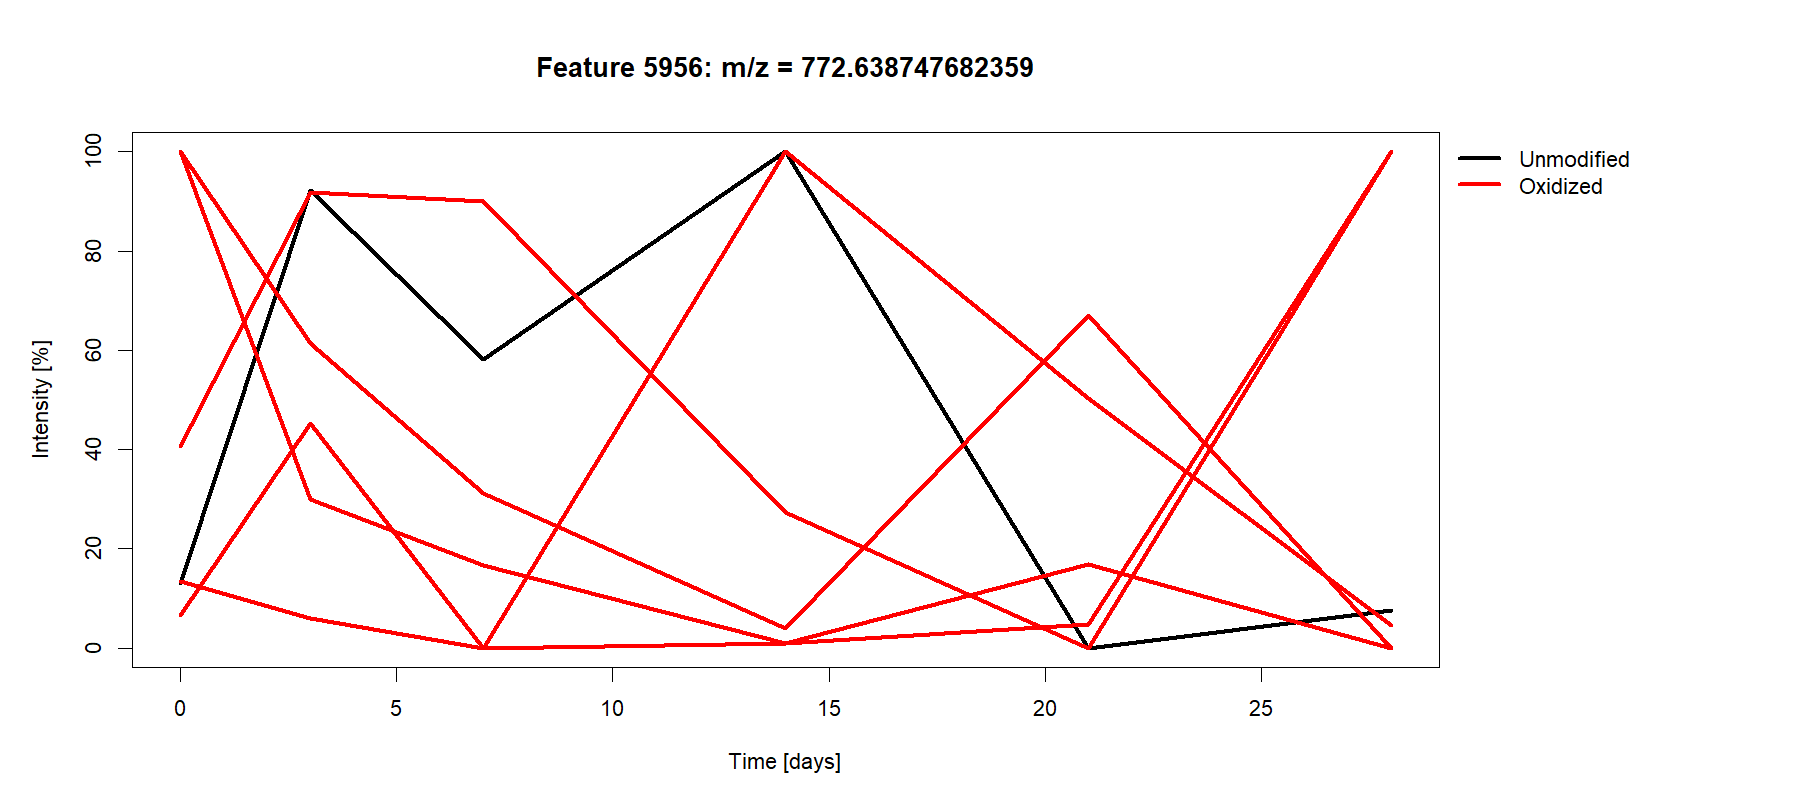 Feature 5956: m/z = 772.638747682359
Unmodified
Oxidized
Intensity [%]
100
80
60
40
20
0
0 5 10 15 20 25
Time [days]